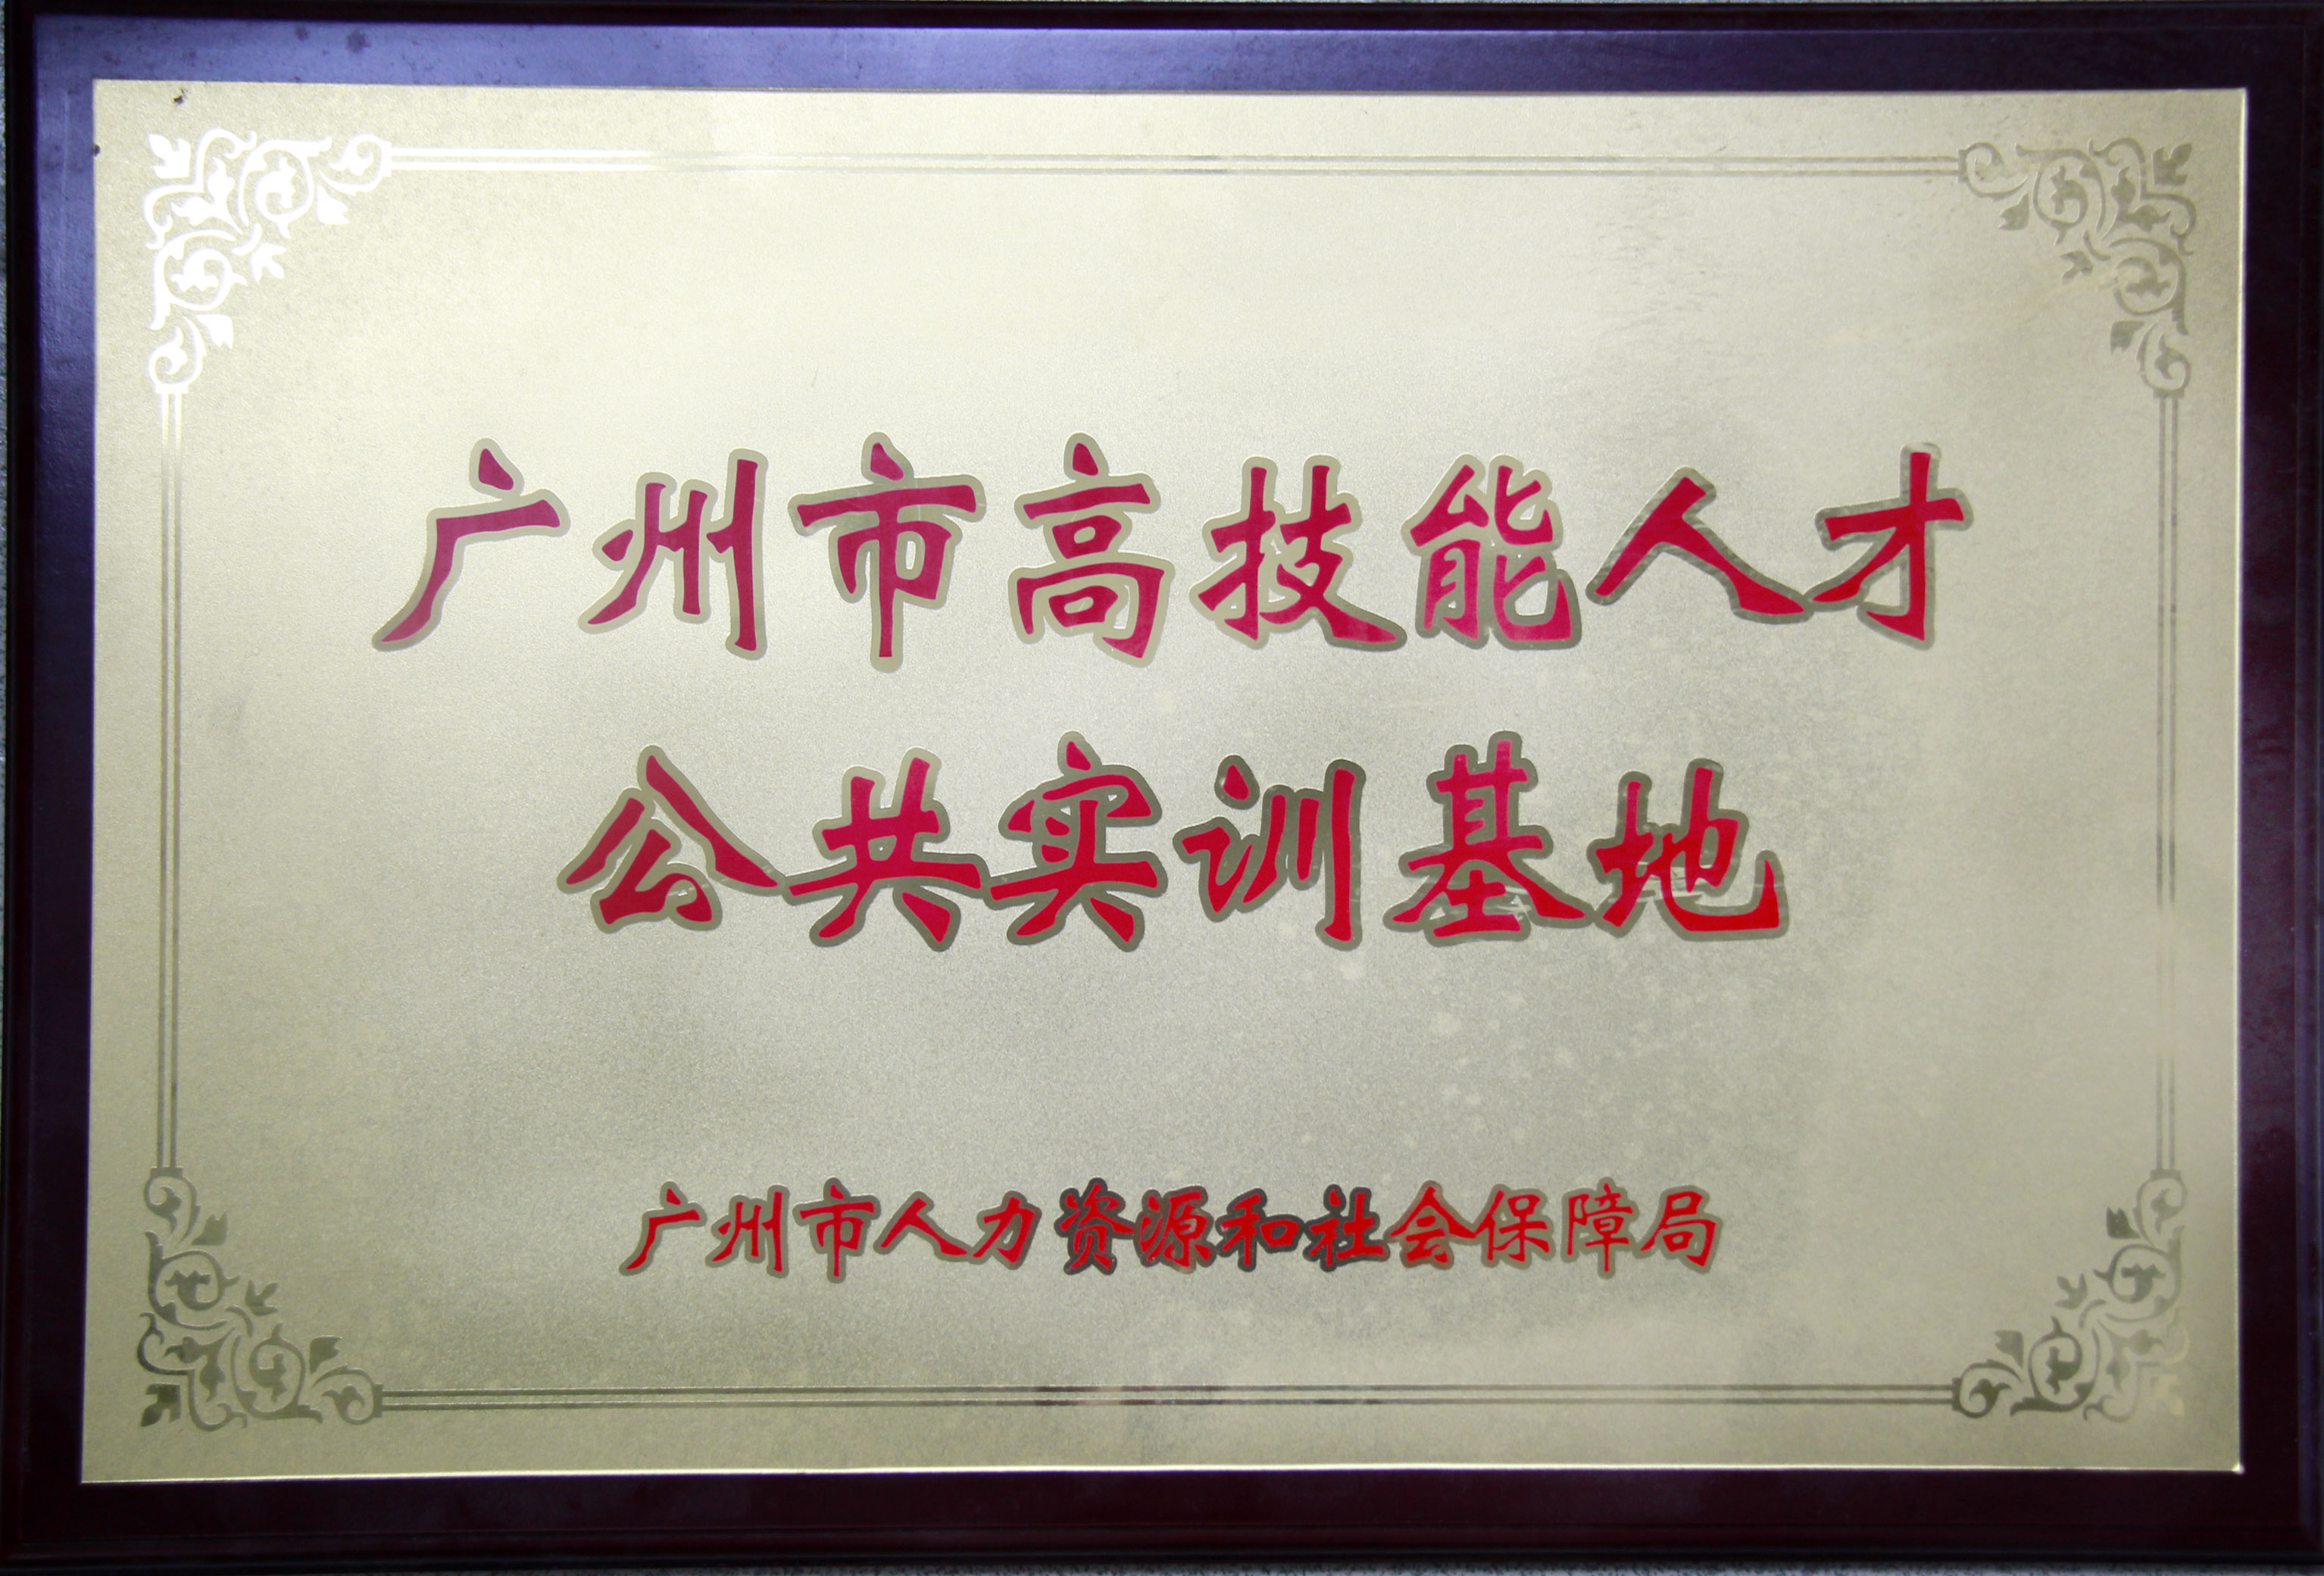 广州市高技能人才
公共实训基地
广州市人力资源和社会保障局